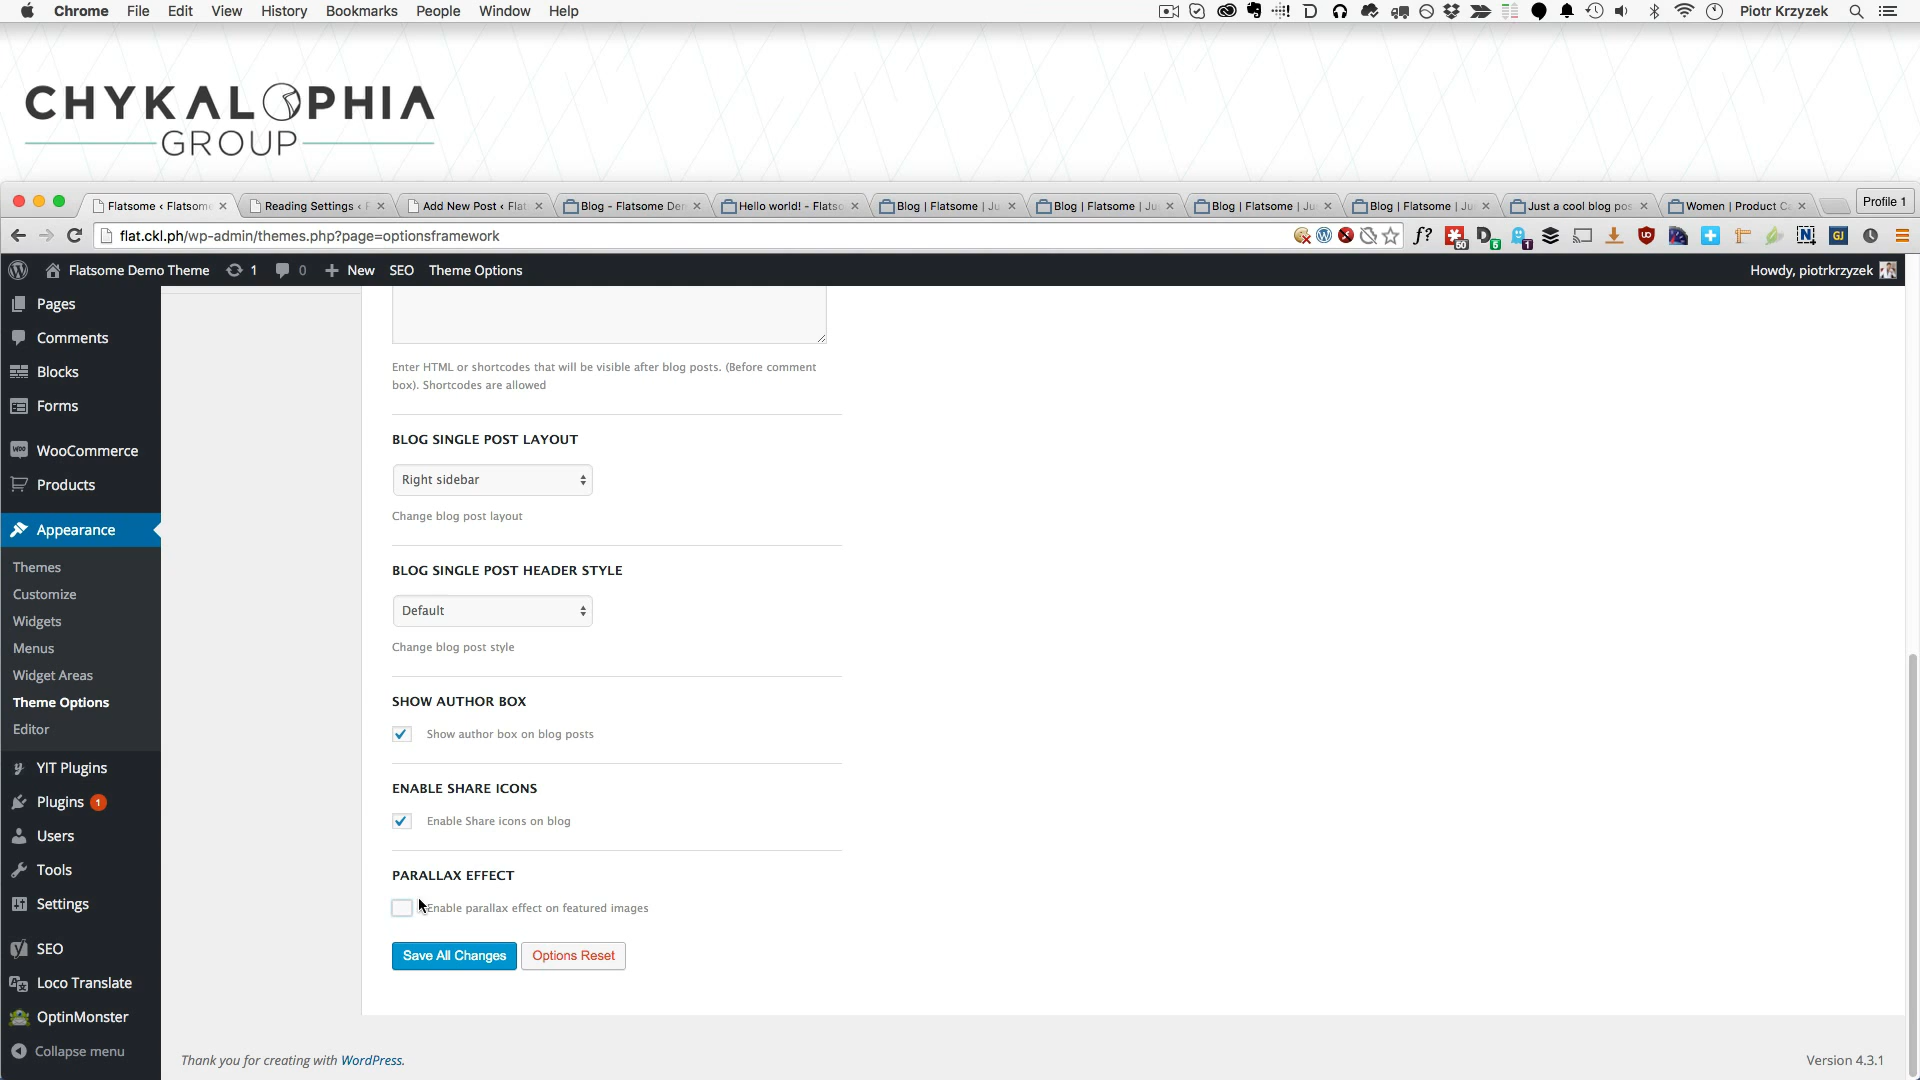 Chrome File Edit View History Bookmarks People Window Help Piotr Krzyzek
CHYKALOPHIA
GROUP
Flatsome ‹ Flatsome Reading Settings ‹ F Add New Post ‹ Flat Blog - Flatsome De Hello world! - Flatso Blog | Flatsome | Ju Blog | Flatsome | Ju Blog | Flatsome | Ju Blog | Flatsome | Ju Just a cool blog pos Women | Product C Profile 1
flat.ckl.ph/wp-admin/themes.php?page=optionsframework
Flatsome Demo Theme 1 0 New SEO Theme Options Howdy, piotrkrzyzek
Pages
Comments
Blocks
Forms
WooCommerce
Products
Appearance
Themes
Customize
Widgets
Menus
Widget Areas
Theme Options
Editor
YIT Plugins
Plugins 1
Users
Tools
Settings
SEO
Loco Translate
OptinMonster
Collapse menu
Enter HTML or shortcodes that will be visible after blog posts. (Before comment
box). Shortcodes are allowed
BLOG SINGLE POST LAYOUT
Right sidebar
Change blog post layout
BLOG SINGLE POST HEADER STYLE
Default
Change blog post style
SHOW AUTHOR BOX
Show author box on blog posts
ENABLE SHARE ICONS
Enable Share icons on blog
PARALLAX EFFECT
Enable parallax effect on featured images
Save All Changes Options Reset
Thank you for creating with WordPress. Version 4.3.1